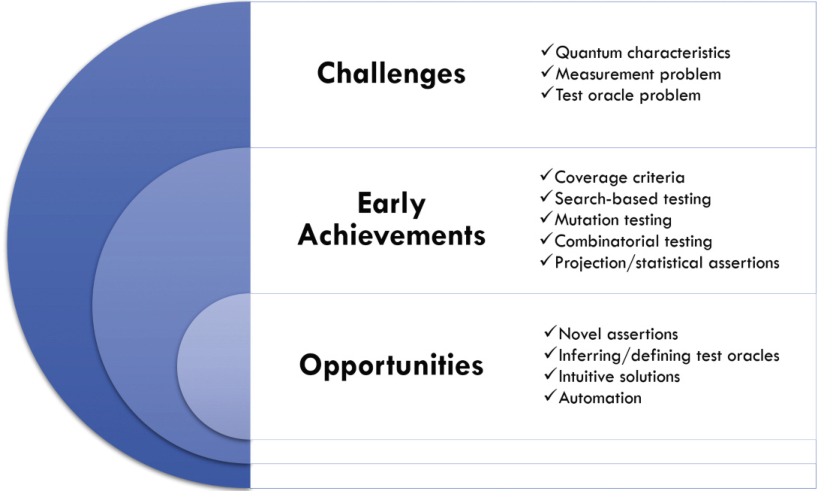 Challenges
✓Quantum characteristics
✓Measurement problem
✓Test oracle problem
Early
Achievements
✓Coverage criteria
✓Search-based testing
✓Mutation testing
✓Combinatorial testing
✓Projection/statistical assertions
Opportunities
✓Novel assertions
✓Inferring/defining test oracles
✓Intuitive solutions
✓Automation